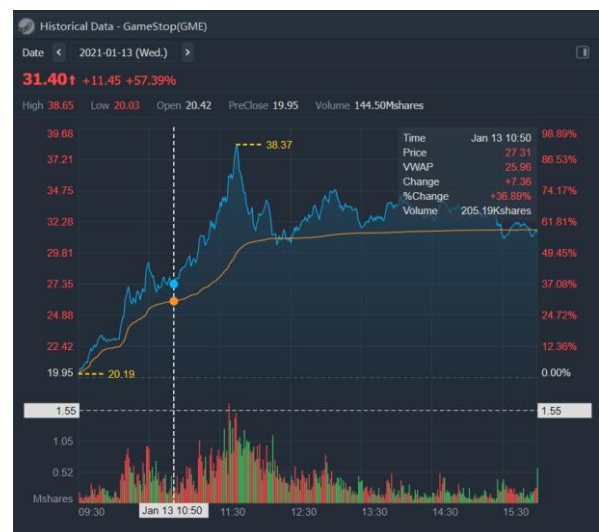 Historical Data - GameStop(GME)
Date < 2021-01-13 (Wed.) >
31.40↑ +11.45 +57.39%
High 38.65 Low 20.03 Open 20.42 PreClose 19.95 Volume 144.50Mshares
39.68 98.89%
Time Jan 13 10:50
38.37
Price 27.31
37.21 86.53%
VWAP 25.96
Change +7.36
34.75 74.17%
%Change +36.89%
Volume 205.19Kshares
32.28 61.81%
29.81 49.45%
27.35 37.08%
24.88 24.72%
22.42 12.36%
19.95 20.19 0.00%
1.55 1.55
1.05
0.52
Mshares
09:30 Jan 13 10:50 11:30 12:30 13:30 14:30 15:30